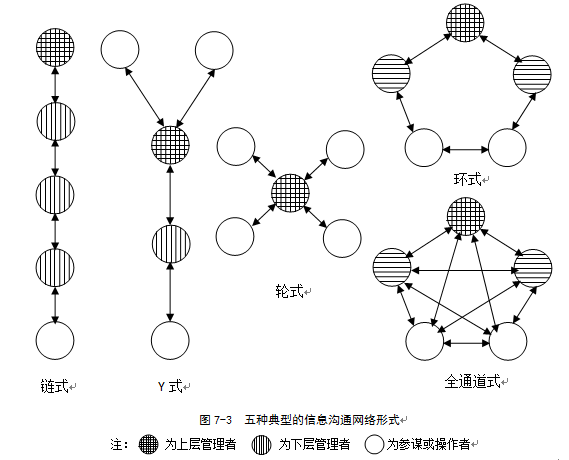 环式
轮式
链式
Y 式
全通道式
图 7-3 五种典型的信息沟通网络形式
注： 为上层管理者 为下层管理者 为参谋或操作者